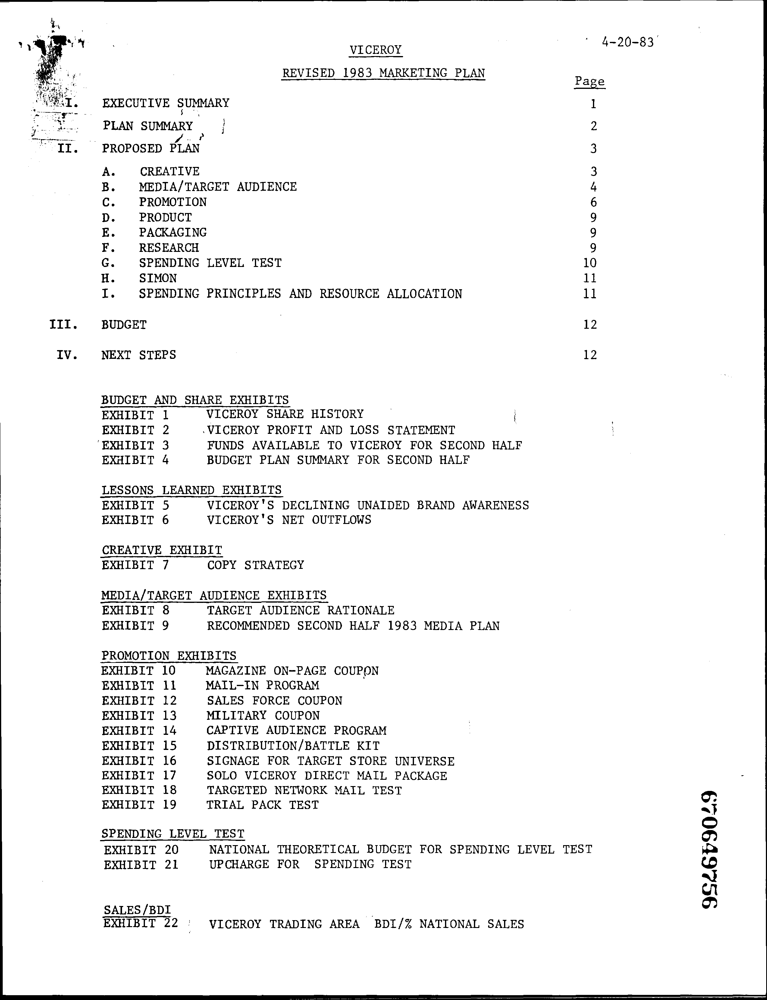 4-20-83
VICEROY
REVISED 1983 MARKETING PLAN
Page
I. EXECUTIVE SUMMARY 1
PLAN SUMMARY 2
II. PROPOSED PLAN 3
A. CREATIVE 3
B. MEDIA/TARGET AUDIENCE 4
C. PROMOTION 6
D. PRODUCT 9
E. PACKAGING 9
F. RESEARCH 9
G. SPENDING LEVEL TEST 10
H. SIMON 11
I. SPENDING PRINCIPLES AND RESOURCE ALLOCATION 11
III. BUDGET 12
IV. NEXT STEPS 12
BUDGET AND SHARE EXHIBITS
EXHIBIT 1 VICEROY SHARE HISTORY
EXHIBIT 2 VICEROY PROFIT AND LOSS STATEMENT
EXHIBIT 3 FUNDS AVAILABLE TO VICEROY FOR SECOND HALF
EXHIBIT 4 BUDGET PLAN SUMMARY FOR SECOND HALF
LESSONS LEARNED EXHIBITS
EXHIBIT 5 VICEROY'S DECLINING UNAIDED BRAND AWARENESS
EXHIBIT 6 VICEROY'S NET OUTFLOWS
CREATIVE EXHIBIT
EXHIBIT 7 COPY STRATEGY
MEDIA/TARGET AUDIENCE EXHIBITS
EXHIBIT 8 TARGET AUDIENCE RATIONALE
EXHIBIT 9 RECOMMENDED SECOND HALF 1983 MEDIA PLAN
PROMOTION EXHIBITS
EXHIBIT 10 MAGAZINE ON-PAGE COUPON
EXHIBIT 11 MAIL-IN PROGRAM
EXHIBIT 12 SALES FORCE COUPON
EXHIBIT 13 MILITARY COUPON
EXHIBIT 14 CAPTIVE AUDIENCE PROGRAM
EXHIBIT 15 DISTRIBUTION/BATTLE KIT
EXHIBIT 16 SIGNAGE FOR TARGET STORE UNIVERSE
EXHIBIT 17 SOLO VICEROY DIRECT MAIL PACKAGE
EXHIBIT 18 TARGETED NETWORK MAIL TEST
EXHIBIT 19 TRIAL PACK TEST
SPENDING LEVEL TEST
EXHIBIT 20 NATIONAL THEORETICAL BUDGET FOR SPENDING LEVEL TEST
EXHIBIT 21 UPCHARGE FOR SPENDING TEST
SALES/BDI
EXHIBIT 22 VICEROY TRADING AREA BDI/% NATIONAL SALES
670649756